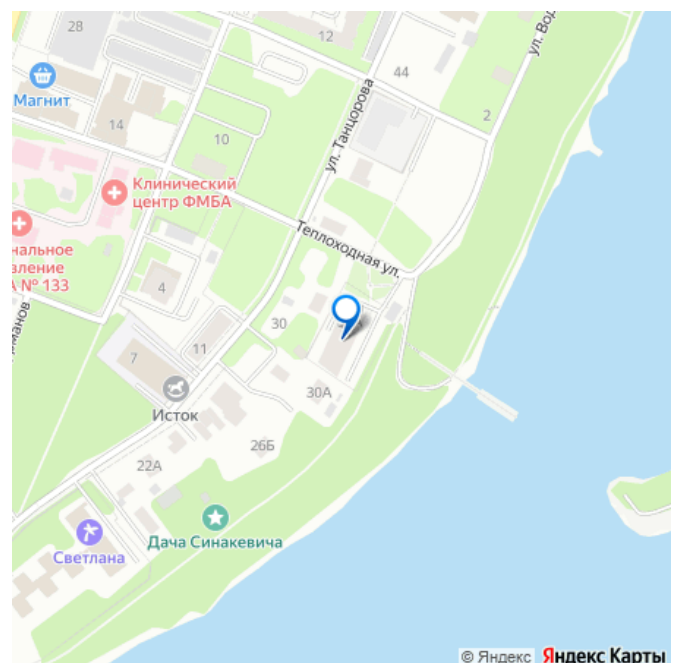 28
12
ул. Вор
44
Магнит
14
10
ул. Танцорова
2
Клинический
центр ФМБА
Теплоходная ул.
нальное
вление
А № 133
4
30
11
7
Исток
30А
26Б
22А
Светлана
Дача Синакевича
© Яндекс Яндекс Карты